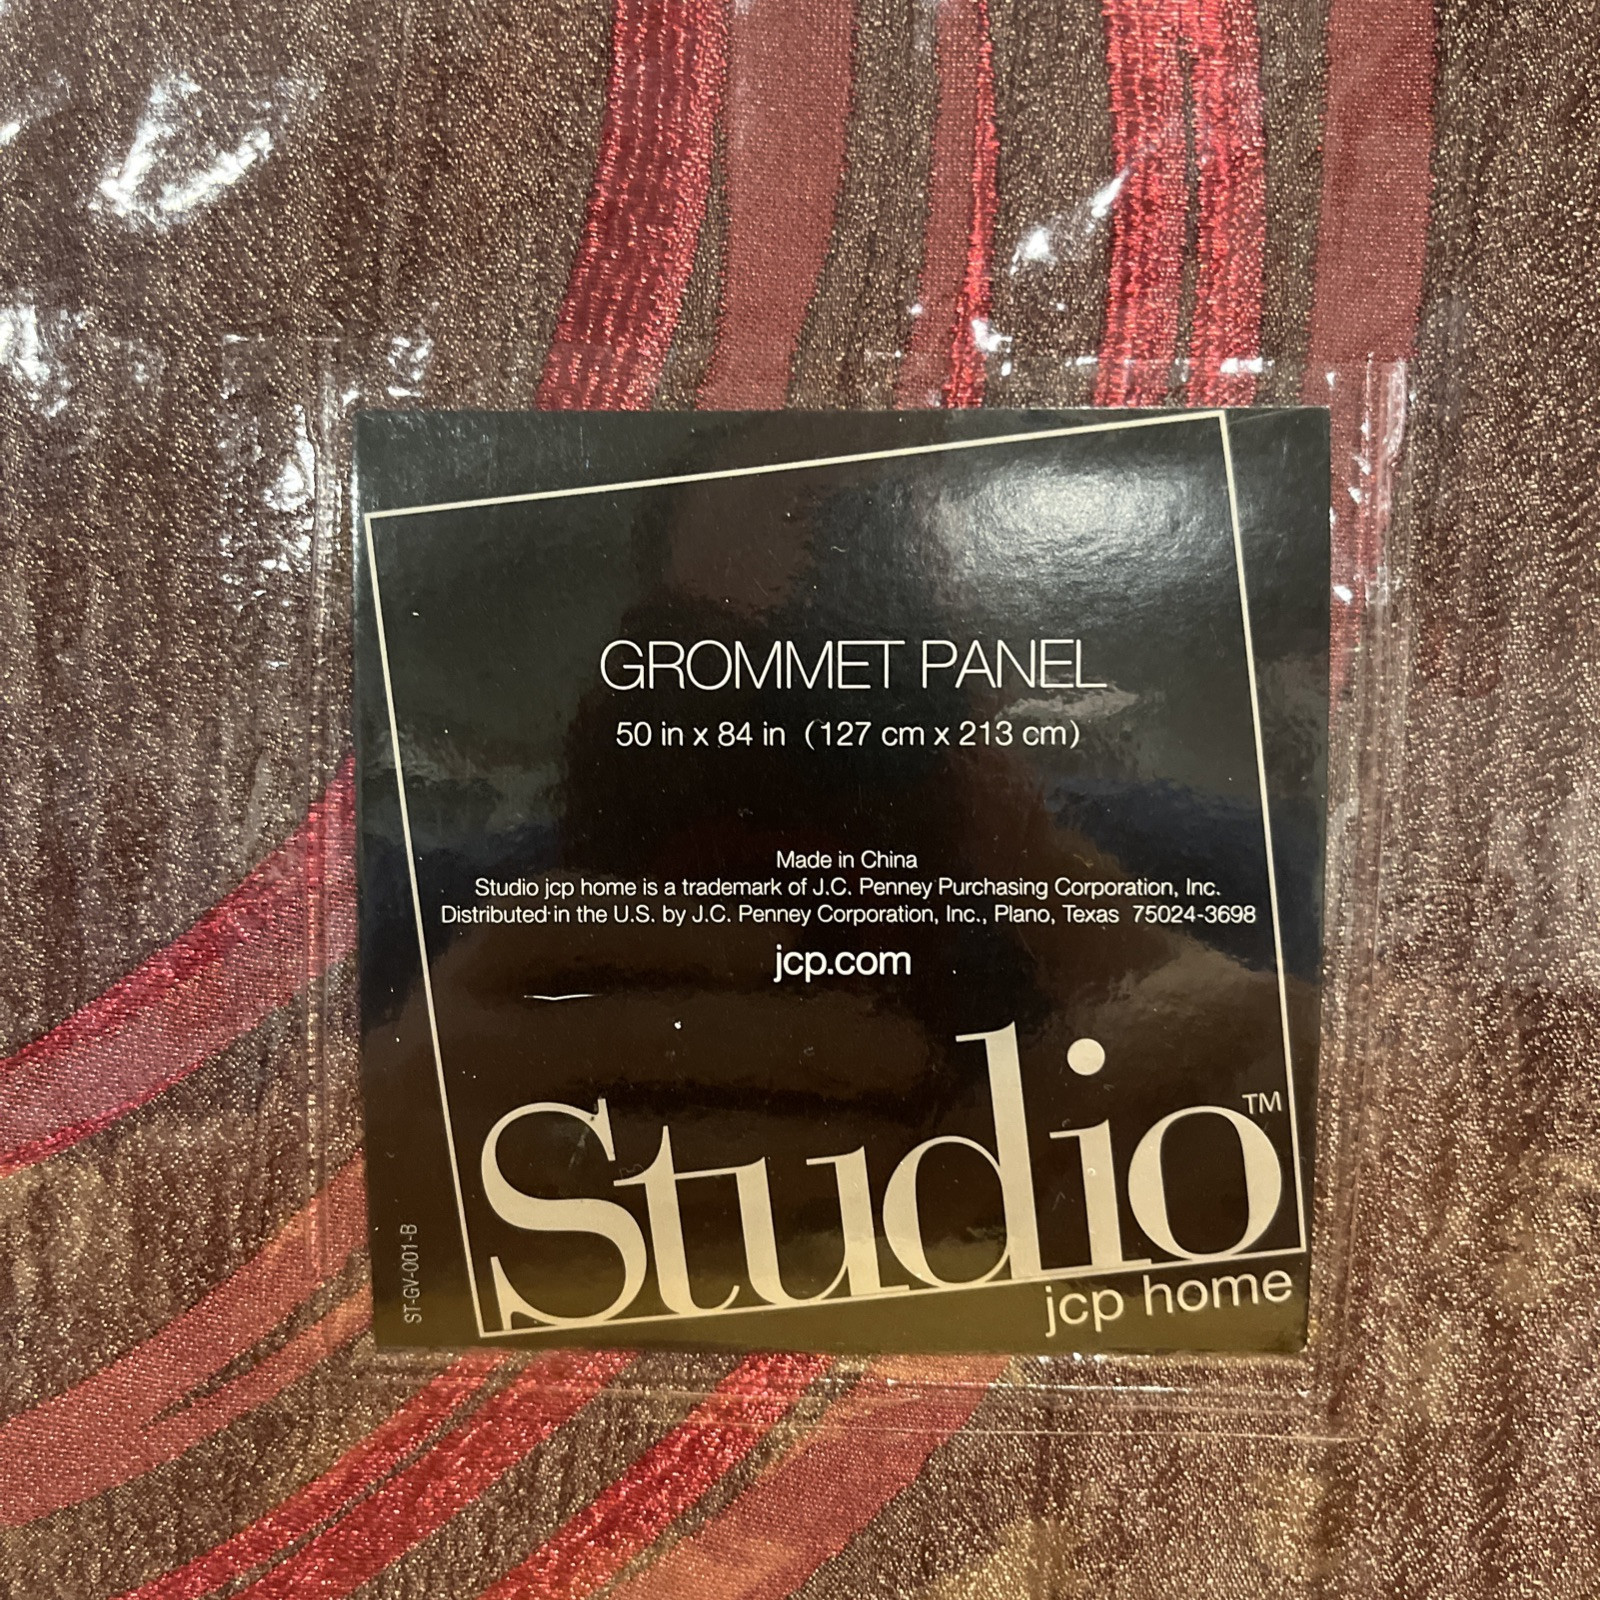 GROMMET PANEL
50 in x 84 in (127 cm x 213 cm)
Made in China
Studio jcp home is a trademark of J.C. Penney Purchasing Corporation, Inc.
Distributed in the U.S. by J.C. Penney Corporation, Inc., Plano, Texas 75024-3698
jcp.com
Studio™
jcp home
ST-GV-001-B